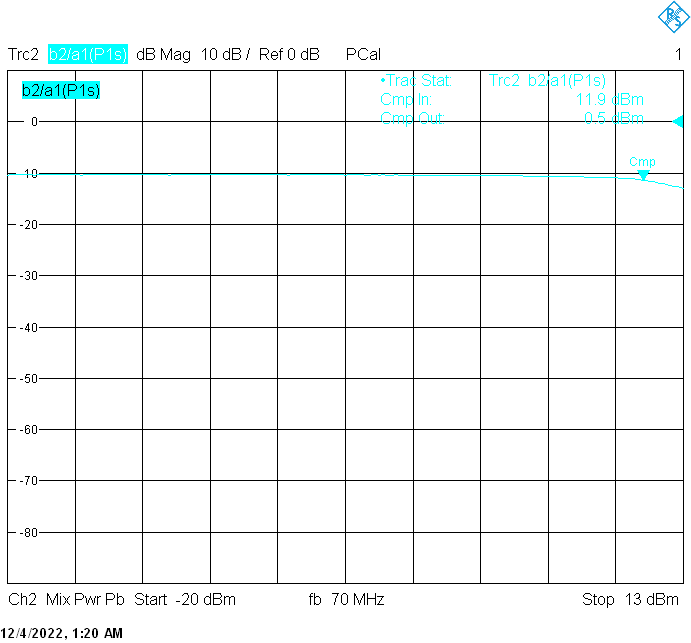 Trc2 b2/a1(P1s) dB Mag 10 dB / Ref 0 dB PCal 1
b2/a1(P1s)
•Trac Stat: Trc2 b2/a1(P1s)
Cmp In: 11.9 dBm
Cmp Out: 0.5 dBm
0
Cmp
-10
-20
-30
-40
-50
-60
-70
-80
Ch2 Mix Pwr Pb Start -20 dBm fb 70 MHz Stop 13 dBm
12/4/2022, 1:20 AM